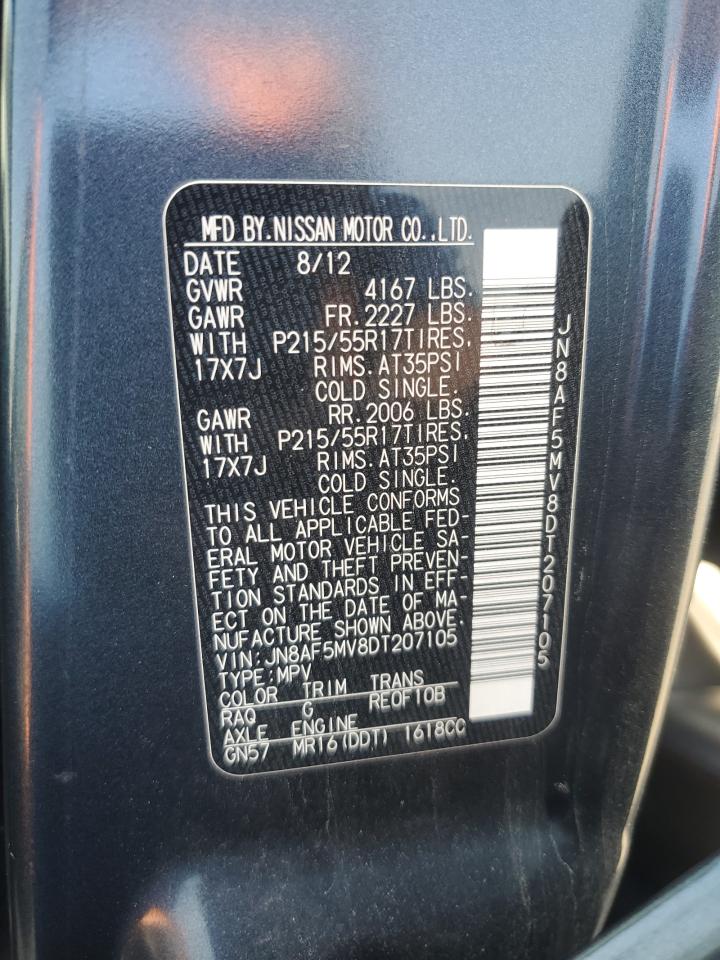 MFD BY.NISSAN MOTOR CO.,LTD.
DATE 8/12
GVWR 4167 LBS.
GAWR FR.2227 LBS.
WITH P215/55R17TIRES.
17X7J RIMS.AT35PSI
COLD SINGLE.
GAWR RR.2006 LBS.
WITH P215/55R17TIRES.
17X7J RIMS.AT35PSI
COLD SINGLE.
THIS VEHICLE CONFORMS
TO ALL APPLICABLE FED-
ERAL MOTOR VEHICLE SA-
FETY AND THEFT PREVEN-
TION STANDARDS IN EFF-
ECT ON THE DATE OF MA-
NUFACTURE SHOWN ABOVE.
VIN:JN8AF5MV8DT207105
TYPE:MPV
COLOR TRIM TRANS
RAQ G RE0F10B
AXLE ENGINE
GN57 MR16(DDT) 1618CC
JN8AF5MV8DT207105